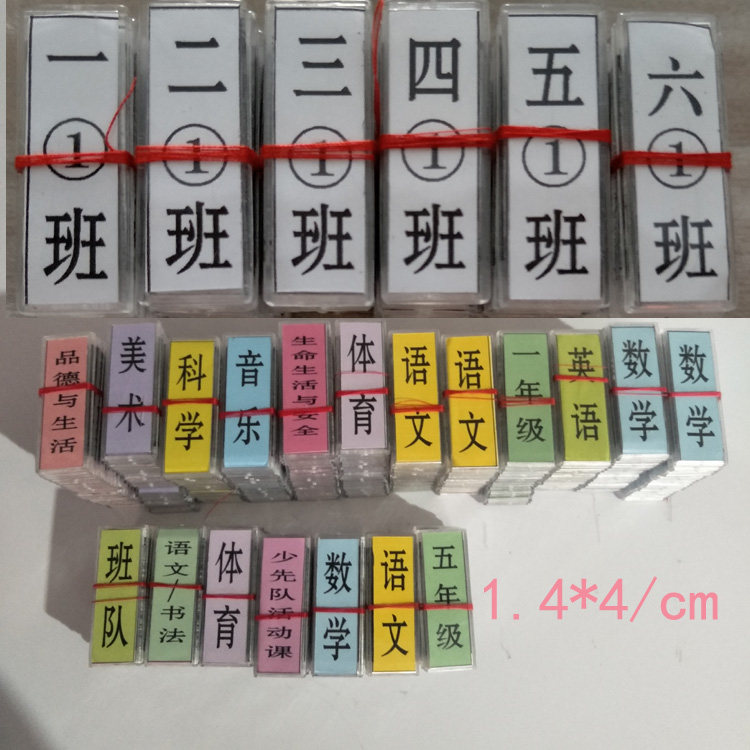 一①班
二①班
三①班
四①班
五①班
六①班
品德与生活
美术
科学
音乐
生命生活与安全
体育
语文
语文
一年级
英语
数学
数学
班队
语文/书法
体育
少先队活动课
数学
语文
五年级
1.4*4/cm